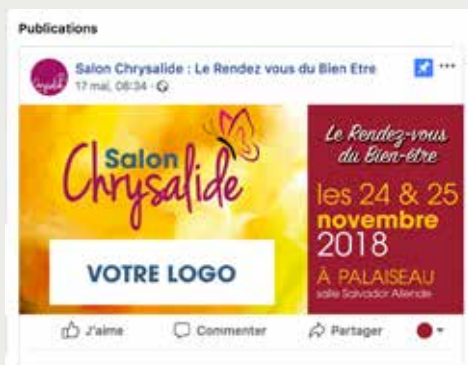 Publications
Salon Chrysalide : Le Rendez vous du Bien Etre
17 mai, 08:34 ·
Salon
Chrysalide
VOTRE LOGO
Le Rendez-vous
du Bien-être
les 24 & 25
novembre
2018
À PALAISEAU
salle Salvador Allende
J'aime
Commenter
Partager